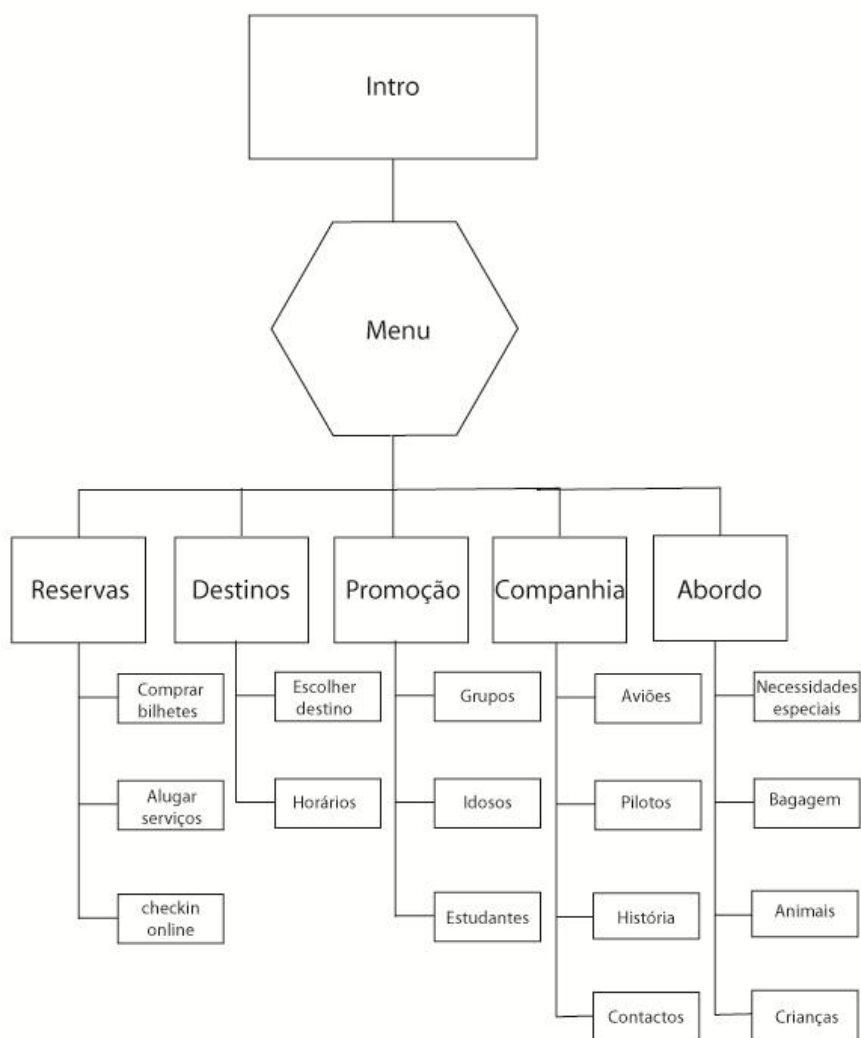 Intro
Menu
Reservas
Destinos
Promoção
Companhia
Abordo
Comprar
bilhetes
Alugar
serviços
checkin
online
Escolher
destino
Horários
Grupos
Idosos
Estudantes
Aviões
Pilotos
História
Contactos
Necessidades
especiais
Bagagem
Animais
Crianças